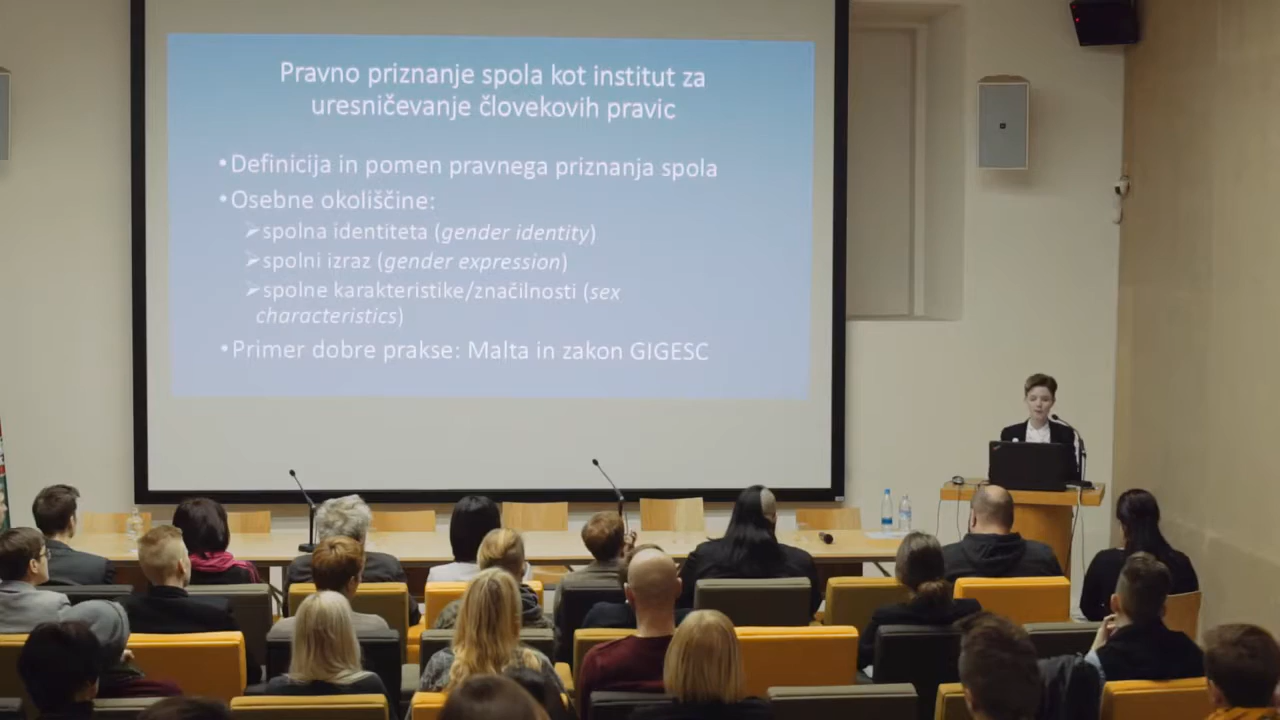 Pravno priznanje spola kot institut za
uresničevanje človekovih pravic
•Definicija in pomen pravnega priznanja spola
•Osebne okoliščine:
➢spolna identiteta (gender identity)
➢spolni izraz (gender expression)
➢spolne karakteristike/značilnosti (sex
characteristics)
•Primer dobre prakse: Malta in zakon GIGESC